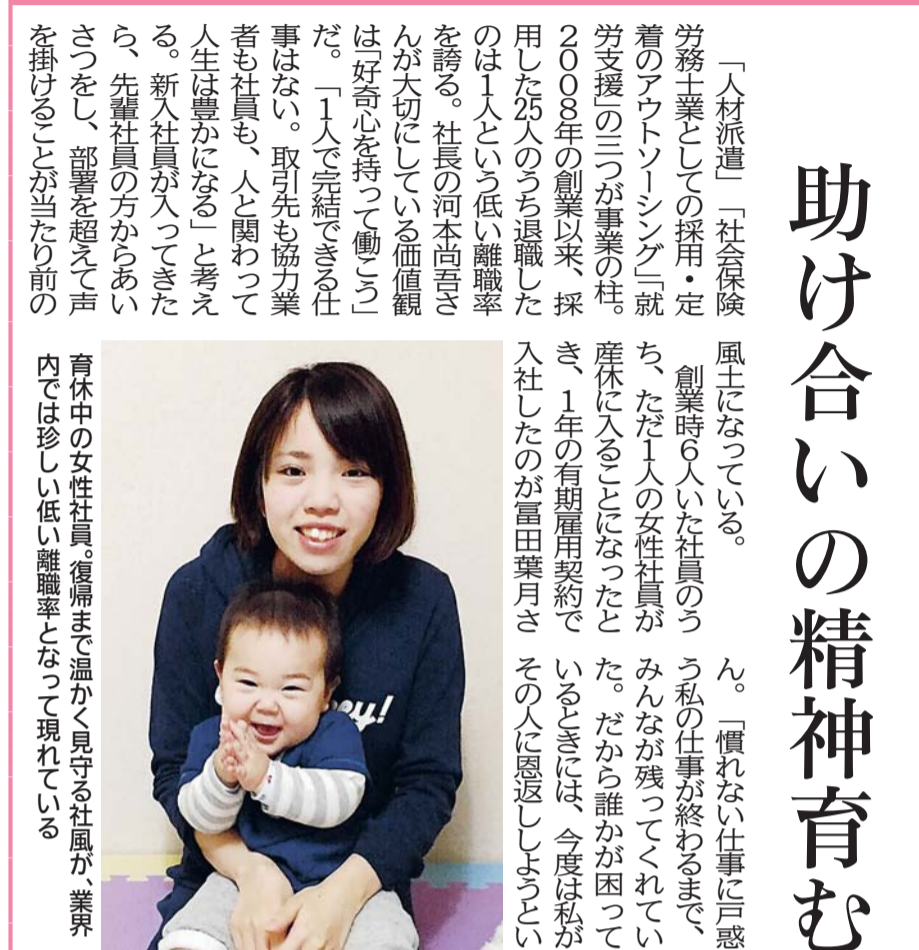 助け合いの精神育む
「人材派遣」「社会保険
労務士業としての採用・定
着のアウトソーシング」「就
労支援」の三つが事業の柱。
2008年の創業以来、採
用した25人のうち退職した
のは1人という低い離職率
を誇る。社長の河本尚吾さ
んが大切にしている価値観
は「好奇心を持って働こう」
だ。「1人で完結できる仕
事はない。取引先も協力業
者も社員も、人と関わって
人生は豊かになる」と考え
る。新入社員が入ってきた
ら、先輩社員の方からあい
さつをし、部署を超えて声
を掛けることが当たり前の
風土になっている。
創業時6人いた社員のう
ち、ただ1人の女性社員が
産休に入ることになったと
き、1年の有期雇用契約で
入社したのが冨田葉月さ
ん。「慣れない仕事に戸惑
う私の仕事が終わるまで、
みんなが残ってくれてい
た。だから誰かが困って
いるときには、今度は私が
その人に恩返ししようとい
育休中の女性社員。復帰まで温かく見守る社風が、業界
内では珍しい低い離職率となって現れている